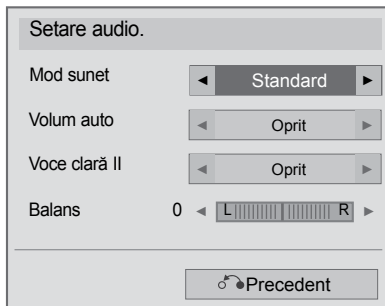 Setare audio.
Mod sunet ◄ Standard ►
Volum auto ◄ Oprit ►
Voce clară II ◄ Oprit ►
Balans 0 ◄ L R ►
Precedent